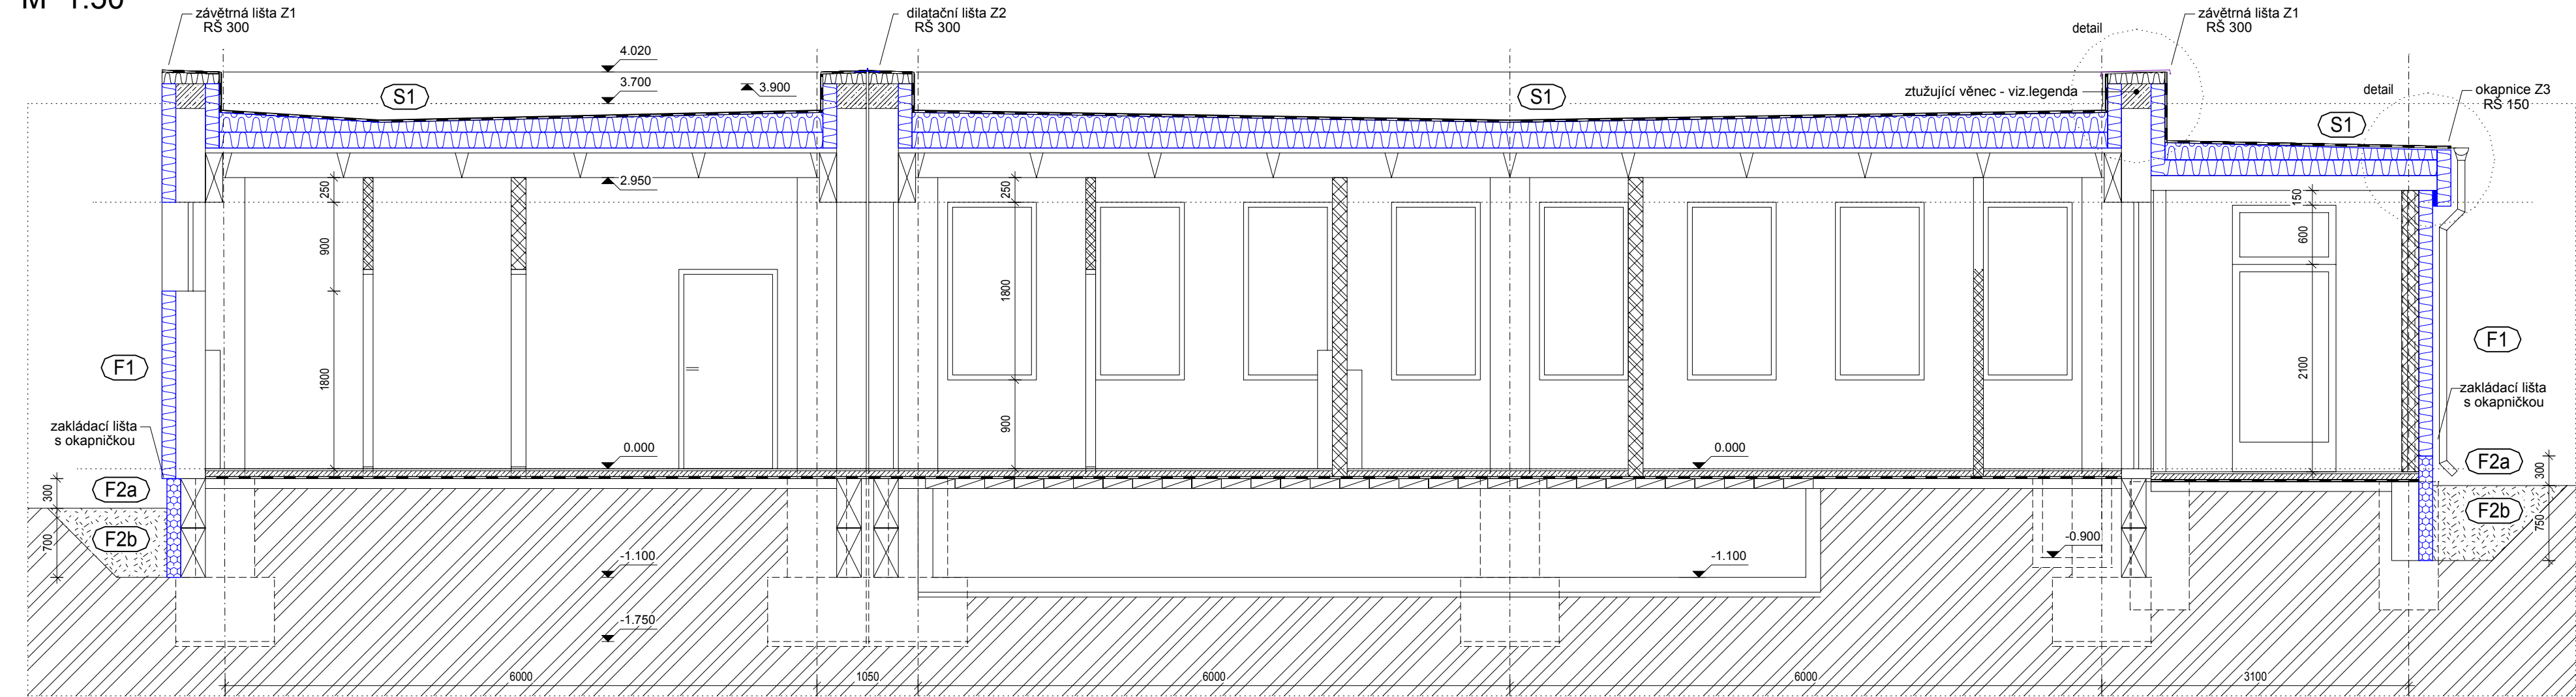 M 1:50
závětrná lišta Z1
RŠ 300
dilatační lišta Z2
RŠ 300
závětrná lišta Z1
RŠ 300
detail
4.020
3.700
3.900
S1
S1
ztužující věnec - viz.legenda
detail
okapnice Z3
RŠ 150
S1
2.950
250
900
1800
250
1800
900
150
600
2100
F1
F1
zakládací lišta
s okapničkou
zakládací lišta
s okapničkou
0.000
0.000
F2a
F2a
300
300
F2b
F2b
700
750
-1.100
-1.100
-0.900
-1.750
6000
1050
6000
6000
3100